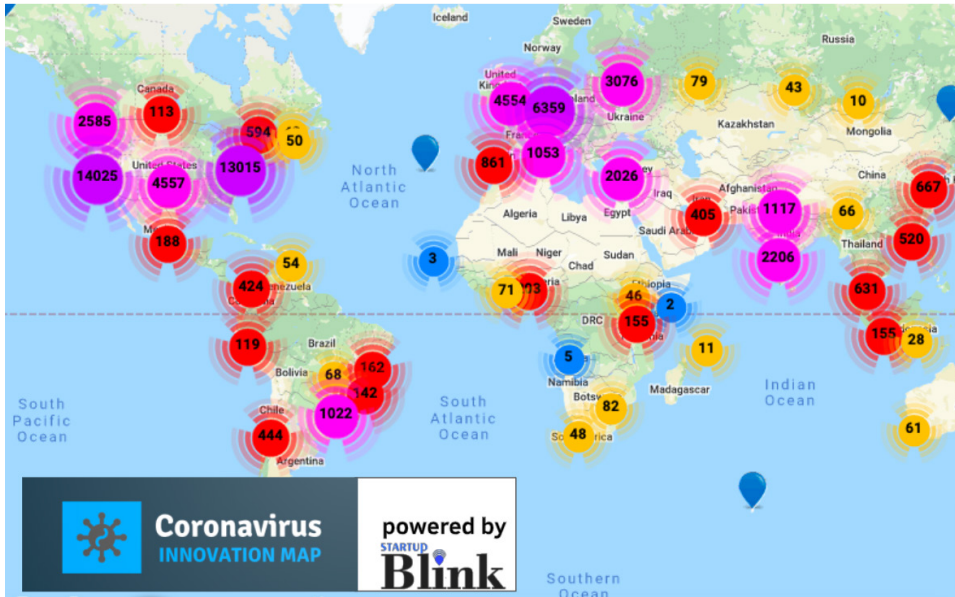 Iceland
Sweden
Norway
Russia
United
4554
6359
3076
Ukraine
79
43
10
Kazakhstan
Mongolia
Canada
2585
113
594
50
United States
14025
4557
13015
North
Atlantic
Ocean
861
1053
2026
Iraq
Iran
Afghanistan
China
Algeria
Libya
Egypt
405
1117
66
667
188
3
Mali
Niger
Chad
Sudan
2206
Thailand
520
54
424
71
46
Ethiopia
2
631
119
Brazil
DRC
155
11
155
28
Bolivia
68
162
142
5
Namibia
Madagascar
Indian
Ocean
South
Pacific
Ocean
Chile
1022
South
Atlantic
Ocean
82
48
61
444
Argentina
Coronavirus
INNOVATION MAP
powered by
STARTUP
Blink
Southern
Ocean